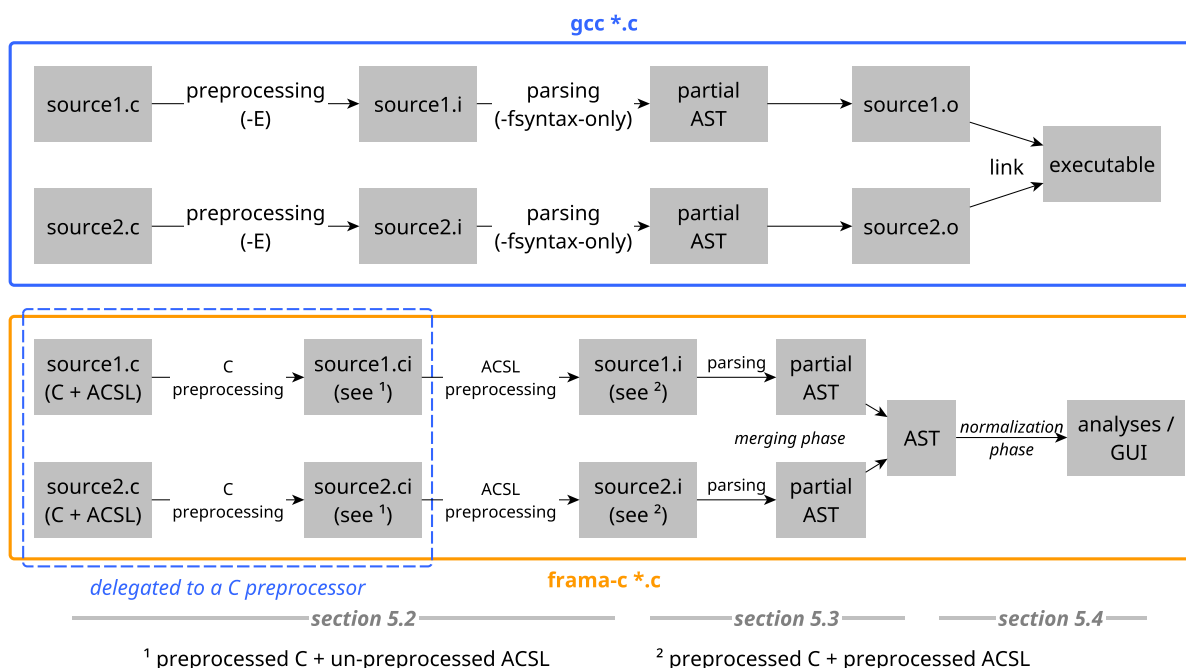 gcc *.c
source1.c
preprocessing
(-E)
source1.i
parsing
(-fsyntax-only)
partial
AST
source1.o
link
executable
source2.c
preprocessing
(-E)
source2.i
parsing
(-fsyntax-only)
partial
AST
source2.o
source1.c
(C + ACSL)
C
preprocessing
source1.ci
(see ¹)
ACSL
preprocessing
source1.i
(see ²)
parsing
partial
AST
merging phase
AST
normalization
phase
analyses /
GUI
source2.c
(C + ACSL)
C
preprocessing
source2.ci
(see ¹)
ACSL
preprocessing
source2.i
(see ²)
parsing
partial
AST
delegated to a C preprocessor
frama-c *.c
section 5.2
section 5.3
section 5.4
¹ preprocessed C + un-preprocessed ACSL
² preprocessed C + preprocessed ACSL